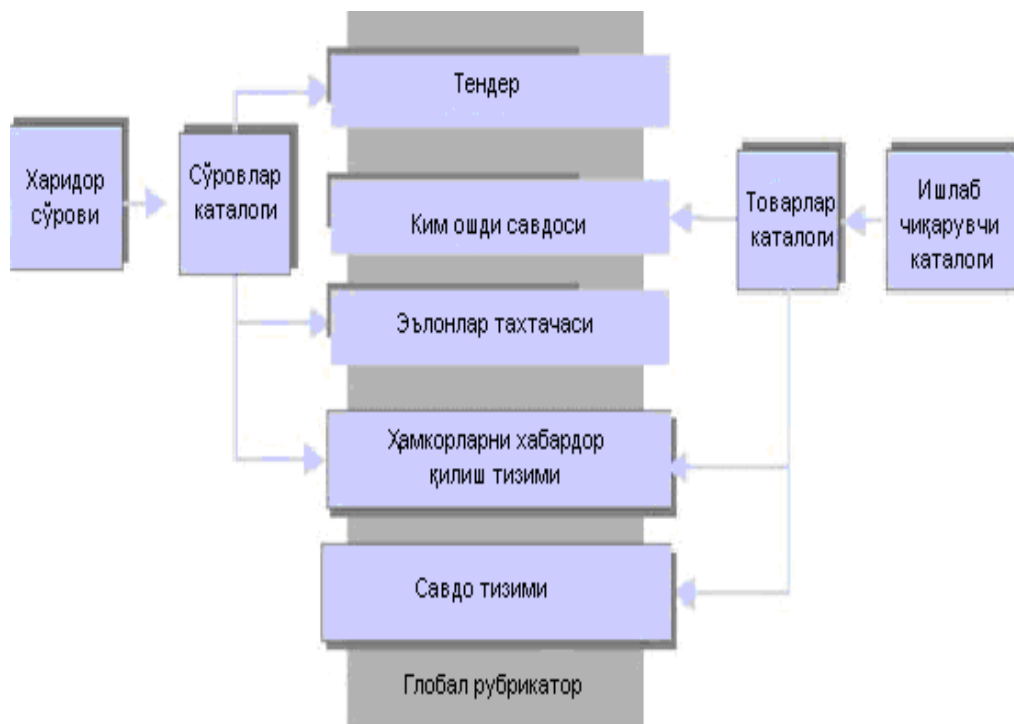 Тендер
Харидор
сўрови
Сўровлар
каталоги
Ким ошди савдоси
Товарлар
каталоги
Ишлаб
чиқарувчи
каталоги
Эълонлар тахтачаси
Ҳамкорларни хабардор
қилиш тизими
Савдо тизими
Глобал рубрикатор